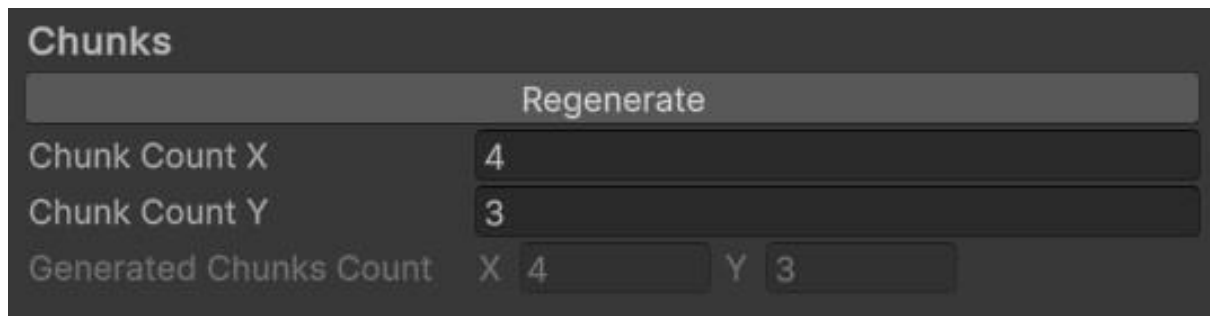 Chunks
Regenerate
Chunk Count X 4
Chunk Count Y 3
Generated Chunks Count X 4 Y 3